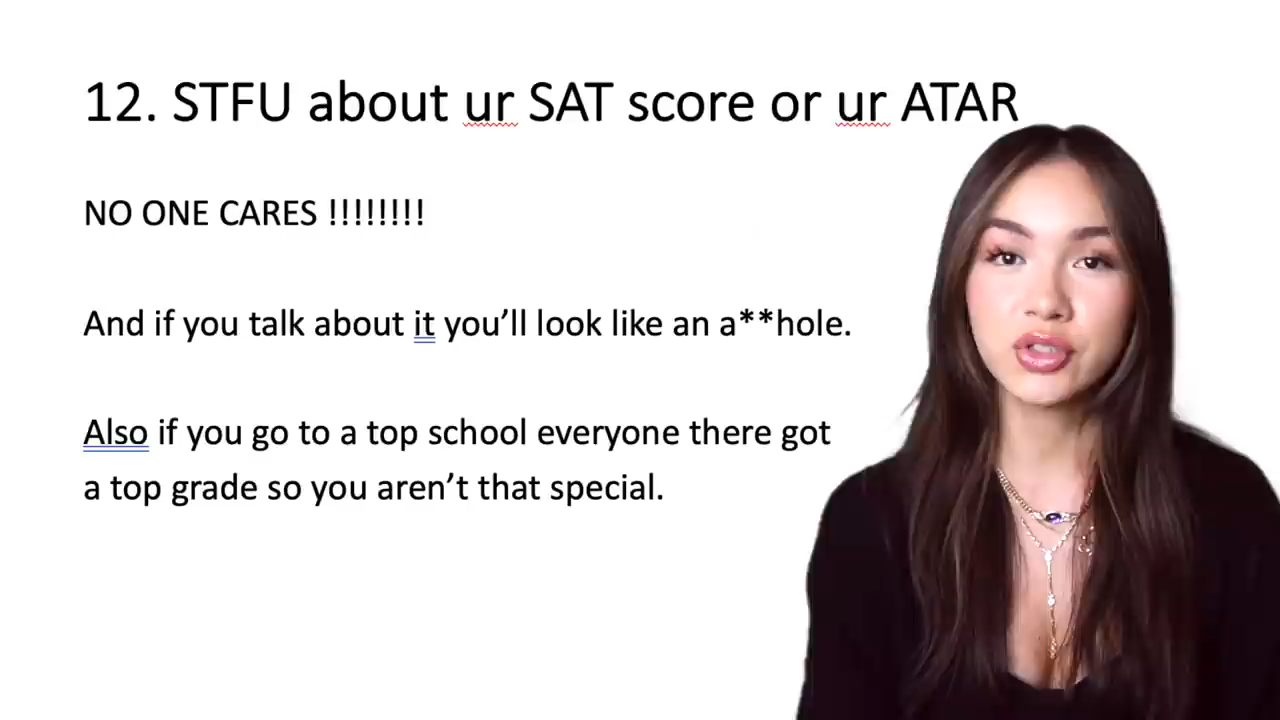 12. STFU about ur SAT score or ur ATAR
NO ONE CARES !!!!!!!!
And if you talk about it you’ll look like an a**hole.
Also if you go to a top school everyone there got
a top grade so you aren’t that special.